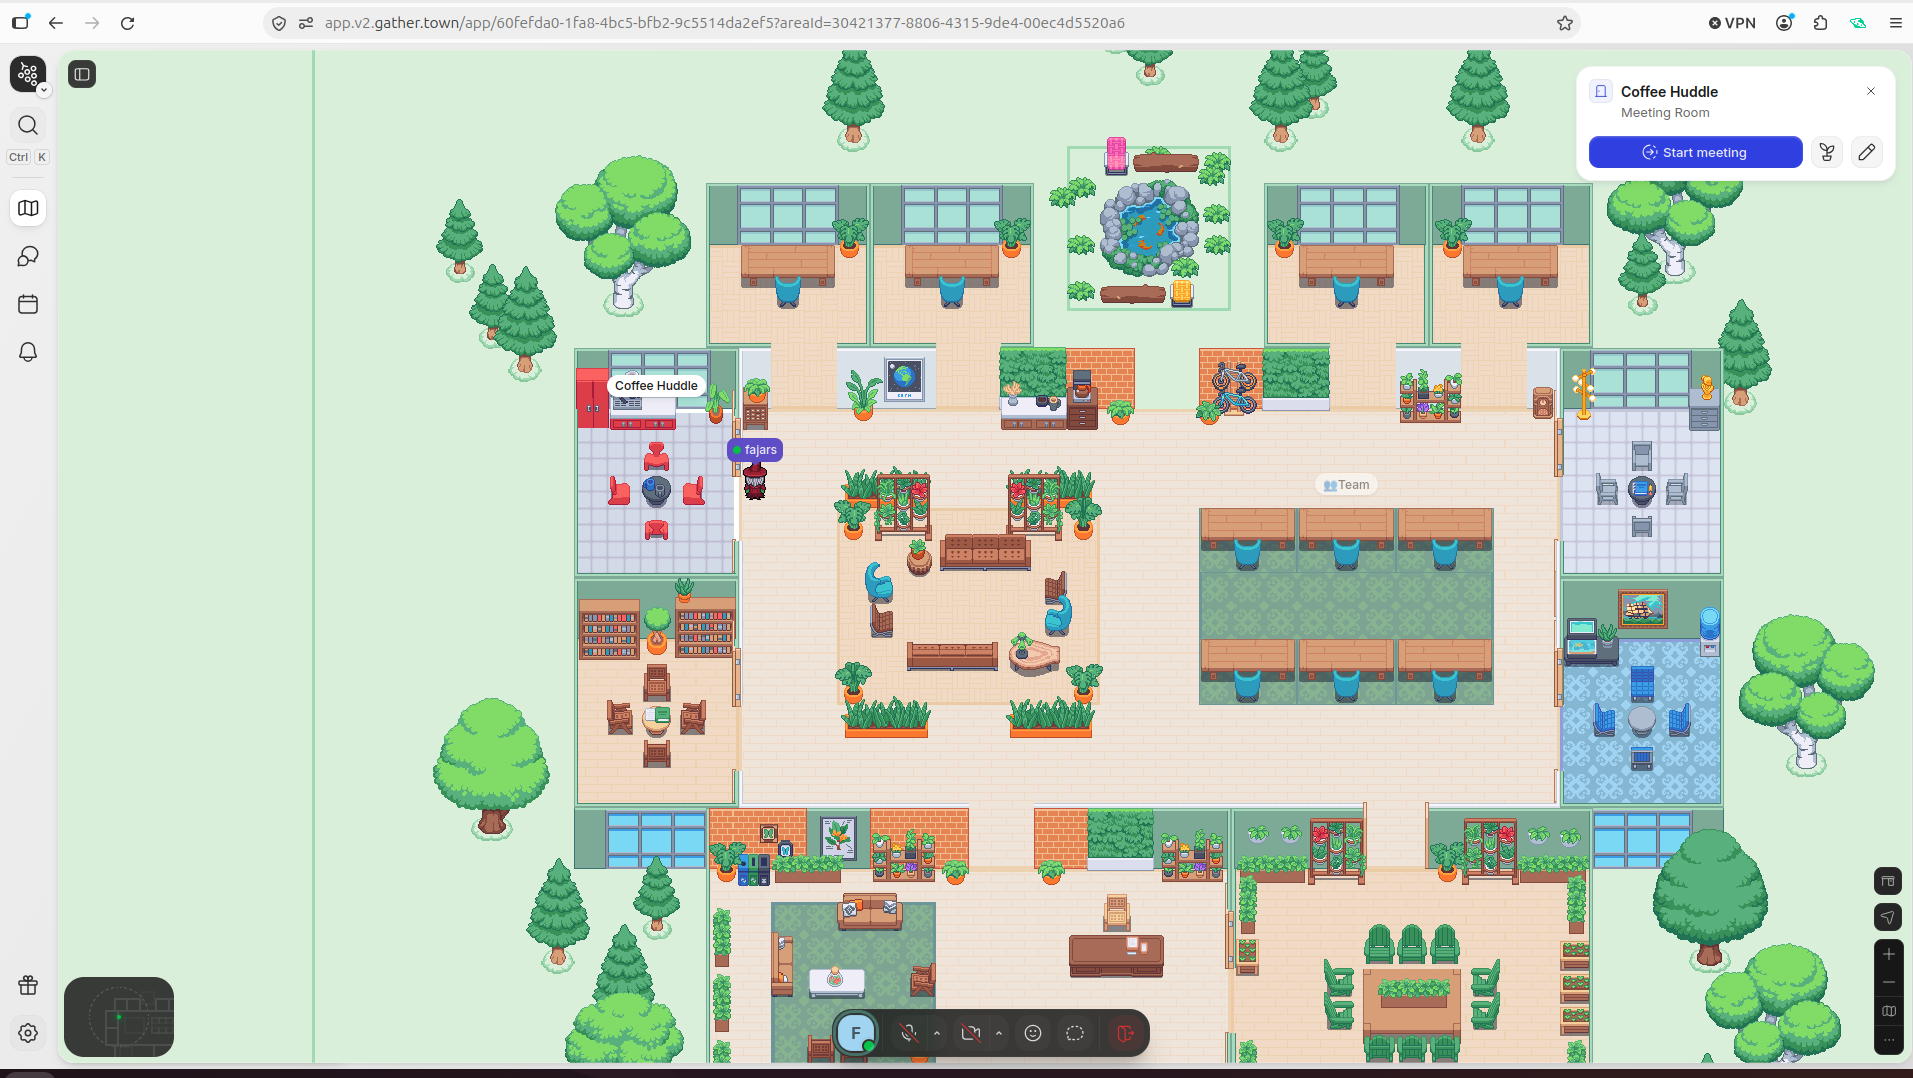 app.v2.gather.town/app/60fefda0-1fa8-4bc5-bfb2-9c5514da2ef5?areaId=30421377-8806-4315-9de4-00ec4d5520a6
VPN
Ctrl K
Coffee Huddle
Meeting Room
Start meeting
Coffee Huddle
fajars
Team
F